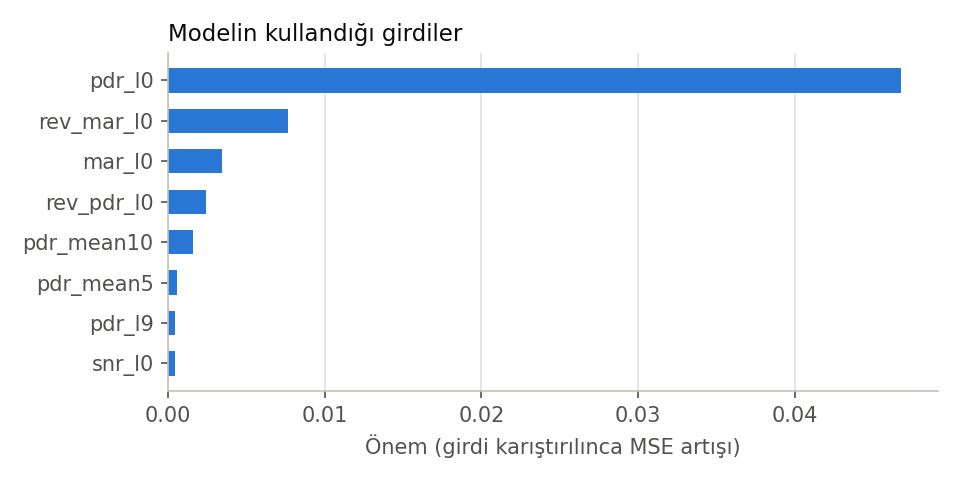 Modelin kullandığı girdiler
pdr_l0
rev_mar_l0
mar_l0
rev_pdr_l0
pdr_mean10
pdr_mean5
pdr_l9
snr_l0
0.00 0.01 0.02 0.03 0.04
Önem (girdi karıştırılınca MSE artışı)